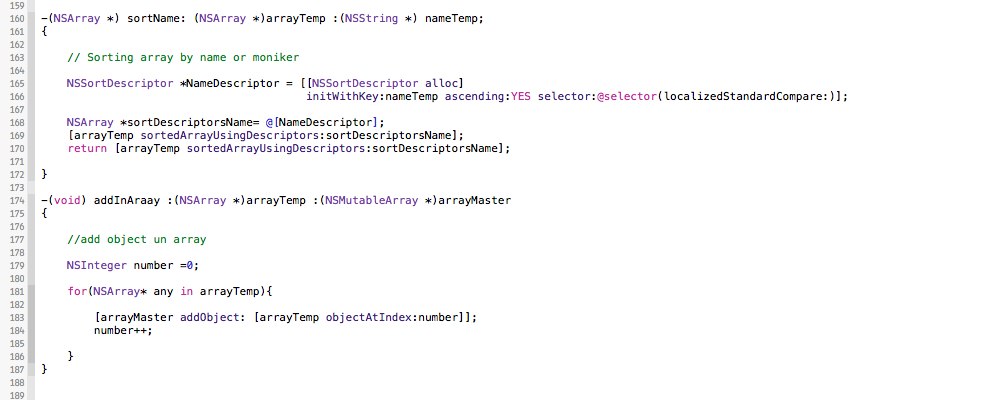 159
160 -(NSArray *) sortName: (NSArray *)arrayTemp :(NSString *) nameTemp;
161 {
162
163 // Sorting array by name or moniker
164
165 NSSortDescriptor *NameDescriptor = [[NSSortDescriptor alloc]
166 initWithKey:nameTemp ascending:YES selector:@selector(localizedStandardCompare:)];
167
168 NSArray *sortDescriptorsName= @[NameDescriptor];
169 [arrayTemp sortedArrayUsingDescriptors:sortDescriptorsName];
170 return [arrayTemp sortedArrayUsingDescriptors:sortDescriptorsName];
171
172 }
173
174 -(void) addInAraay :(NSArray *)arrayTemp :(NSMutableArray *)arrayMaster
175 {
176
177 //add object un array
178
179 NSInteger number =0;
180
181 for(NSArray* any in arrayTemp){
182
183 [arrayMaster addObject: [arrayTemp objectAtIndex:number]];
184 number++;
185
186 }
187 }
188
189